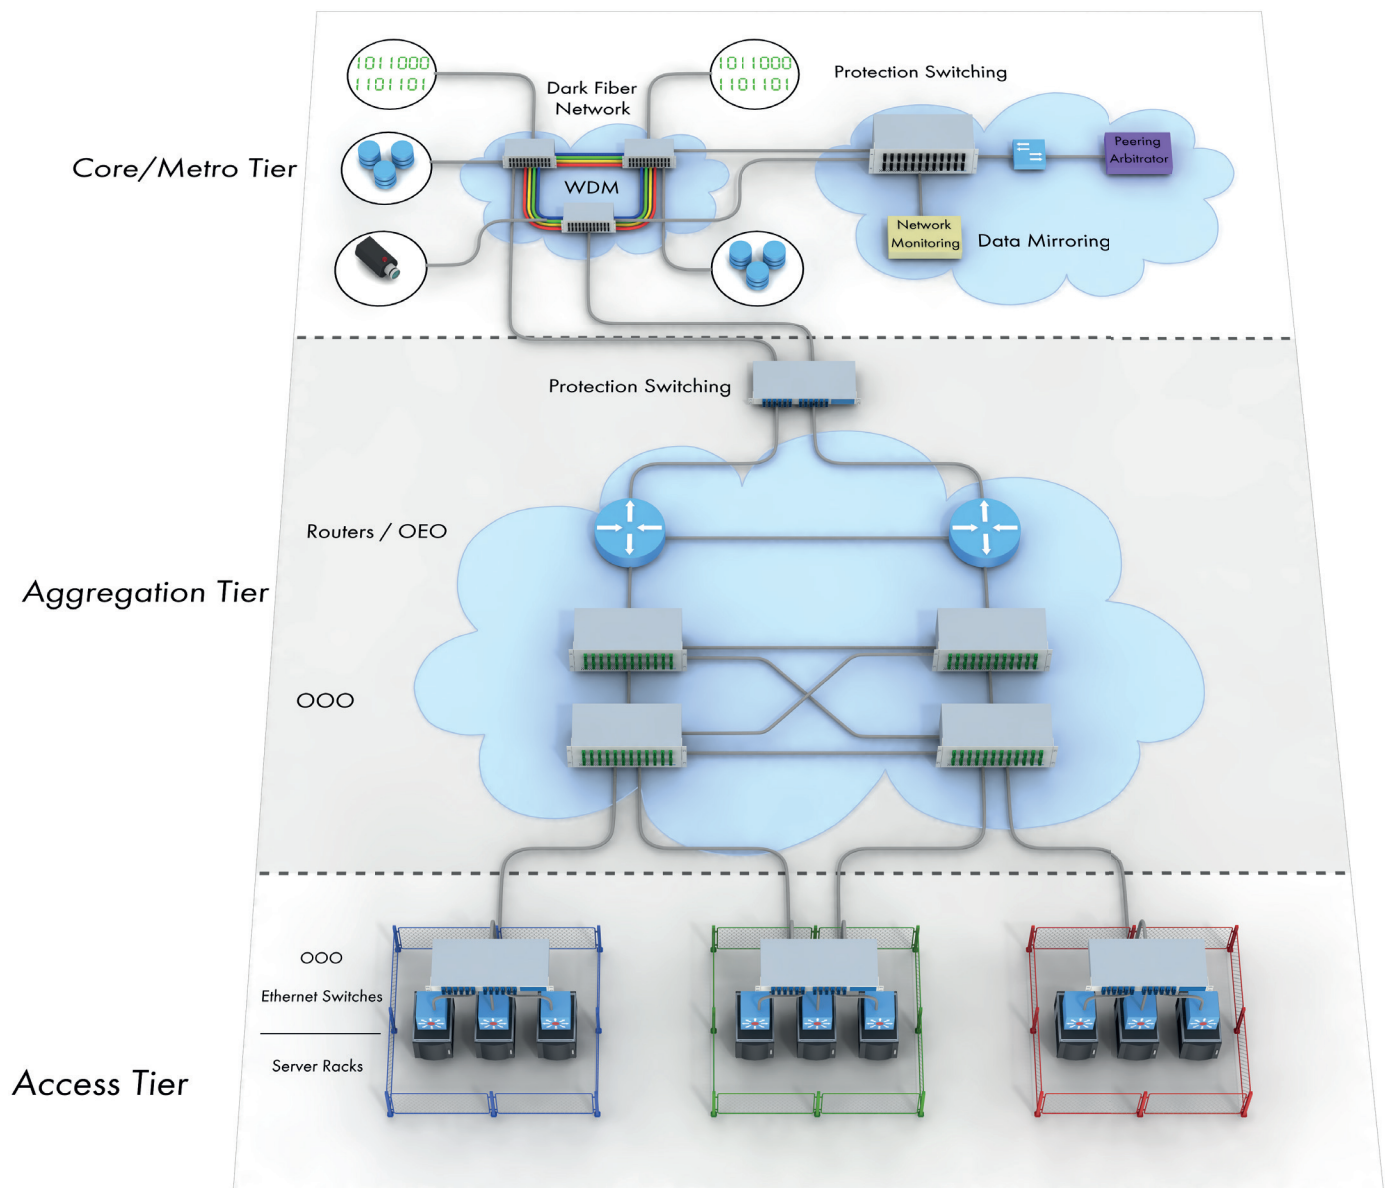 1011000
1101101
1011000
1101101
Dark Fiber
Network
Protection Switching
Core/Metro Tier
WDM
Peering
Arbitrator
Network
Monitoring
Data Mirroring
Protection Switching
Routers / OEO
Aggregation Tier
OOO
OOO
Ethernet Switches
Server Racks
Access Tier